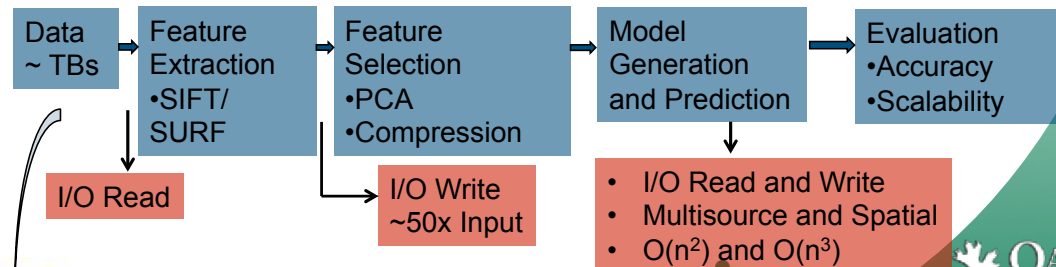 Data
~ TBs
Feature
Extraction
•SIFT/
SURF
Feature
Selection
•PCA
•Compression
Model
Generation
and Prediction
Evaluation
•Accuracy
•Scalability
I/O Read
I/O Write
~50x Input
• I/O Read and Write
• Multisource and Spatial
• O(n²) and O(n³)